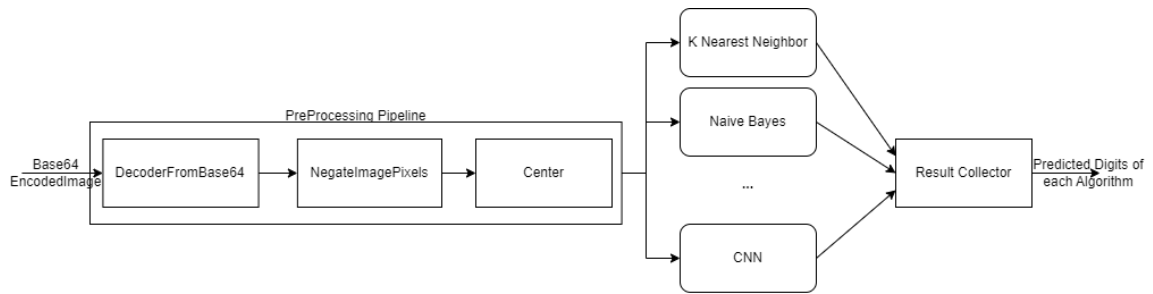 PreProcessing Pipeline
Base64
EncodedImage
DecoderFromBase64
NegateImagePixels
Center
K Nearest Neighbor
Naive Bayes
...
CNN
Result Collector
Predicted Digits of
each Algorithm